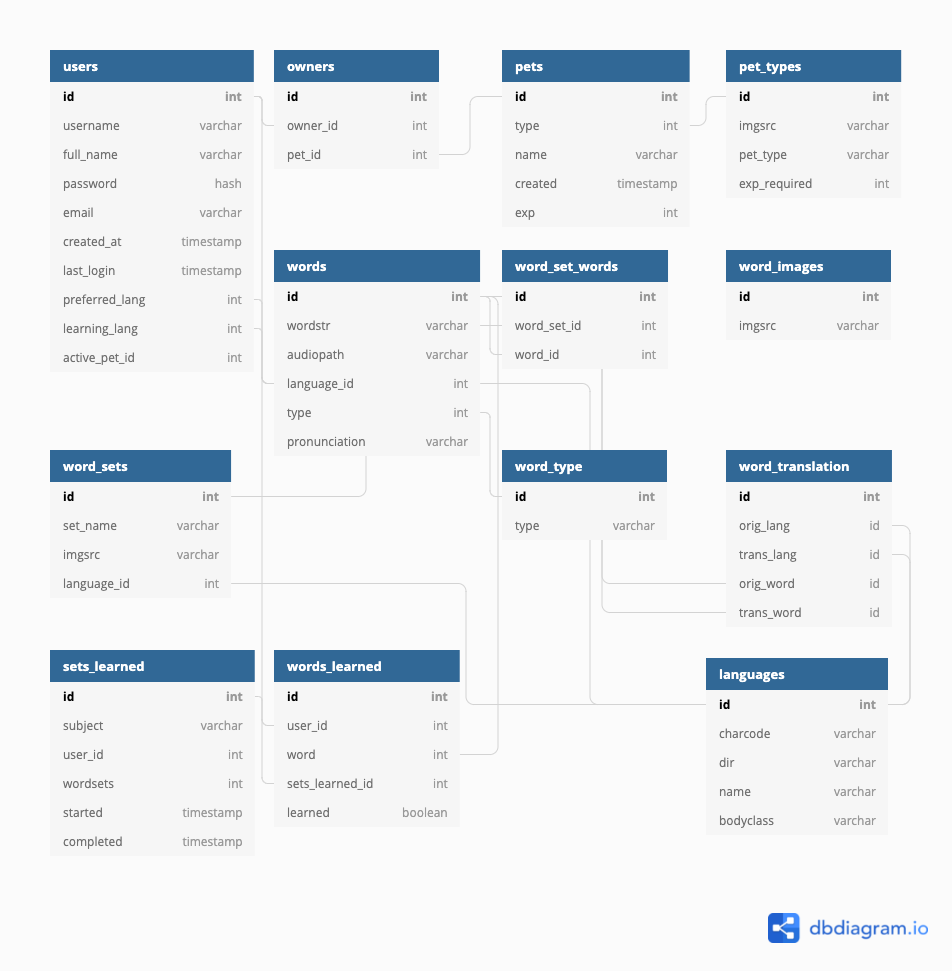 users
id int
username varchar
full_name varchar
password hash
email varchar
created_at timestamp
last_login timestamp
preferred_lang int
learning_lang int
active_pet_id int
owners
id int
owner_id int
pet_id int
pets
id int
type int
name varchar
created timestamp
exp int
pet_types
id int
imgsrc varchar
pet_type varchar
exp_required int
words
id int
wordstr varchar
audiopath varchar
language_id int
type int
pronunciation varchar
word_set_words
id int
word_set_id int
word_id int
word_images
id int
imgsrc varchar
word_sets
id int
set_name varchar
imgsrc varchar
language_id int
word_type
id int
type varchar
word_translation
id int
orig_lang id
trans_lang id
orig_word id
trans_word id
sets_learned
id int
subject varchar
user_id int
wordsets int
started timestamp
completed timestamp
words_learned
id int
user_id int
word int
sets_learned_id int
learned boolean
languages
id int
charcode varchar
dir varchar
name varchar
bodyclass varchar
dbdiagram.io